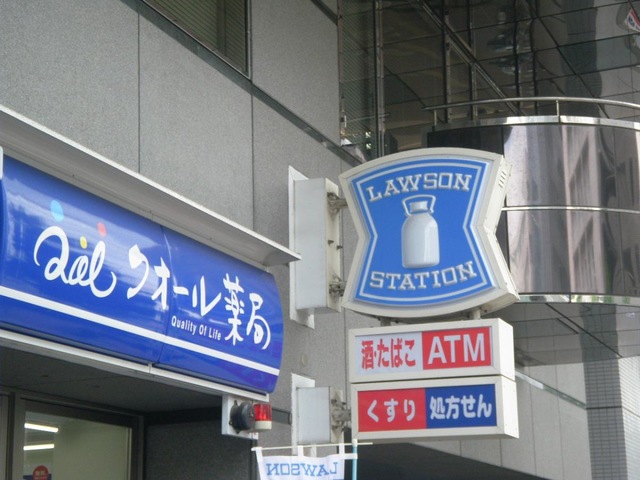 Qol クオール薬局
Quality Of Life
LAWSON
STATION
酒・たばこ ATM
くすり 処方せん
LAWSON